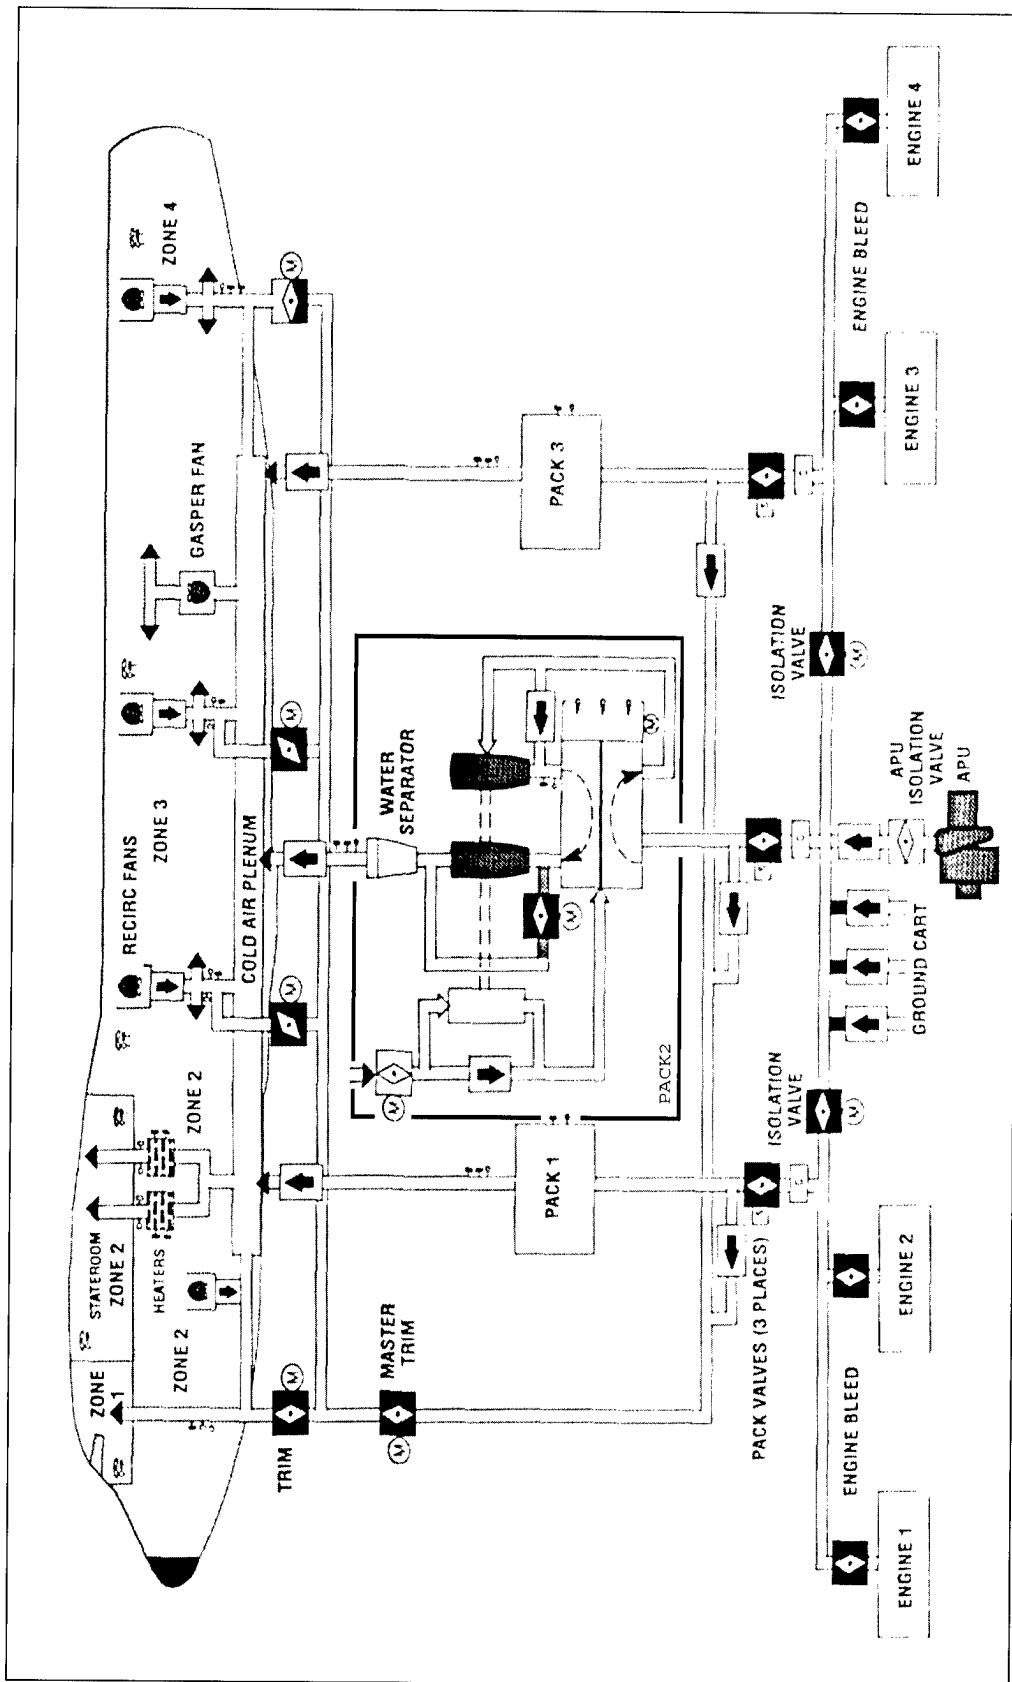 ZONE
1
STATEROOM
ZONE 2
ZONE 2
HEATERS
ZONE 2
RECIRC FANS
ZONE 3
GASPER FAN
ZONE 4
COLD AIR PLENUM
TRIM
M
MASTER
TRIM
M
M
M
M
WATER
SEPARATOR
M
M
M
PACK2
PACK 1
PACK 3
PACK VALVES (3 PLACES)
ISOLATION
VALVE
M
ISOLATION
VALVE
M
ENGINE BLEED
ENGINE BLEED
GROUND CART
APU
ISOLATION
VALVE
APU
ENGINE 1
ENGINE 2
ENGINE 3
ENGINE 4